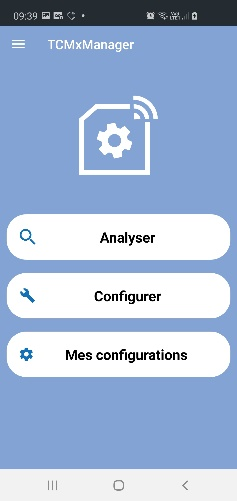 09:39
TCMxManager
Analyser
Configurer
Mes configurations